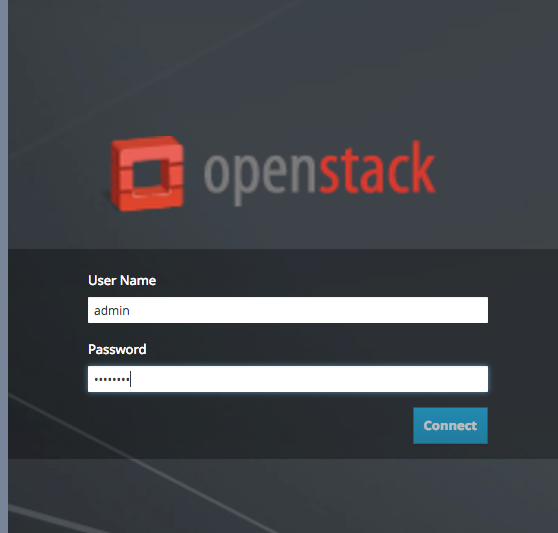 openstack
User Name
admin
Password
••••••••
Connect